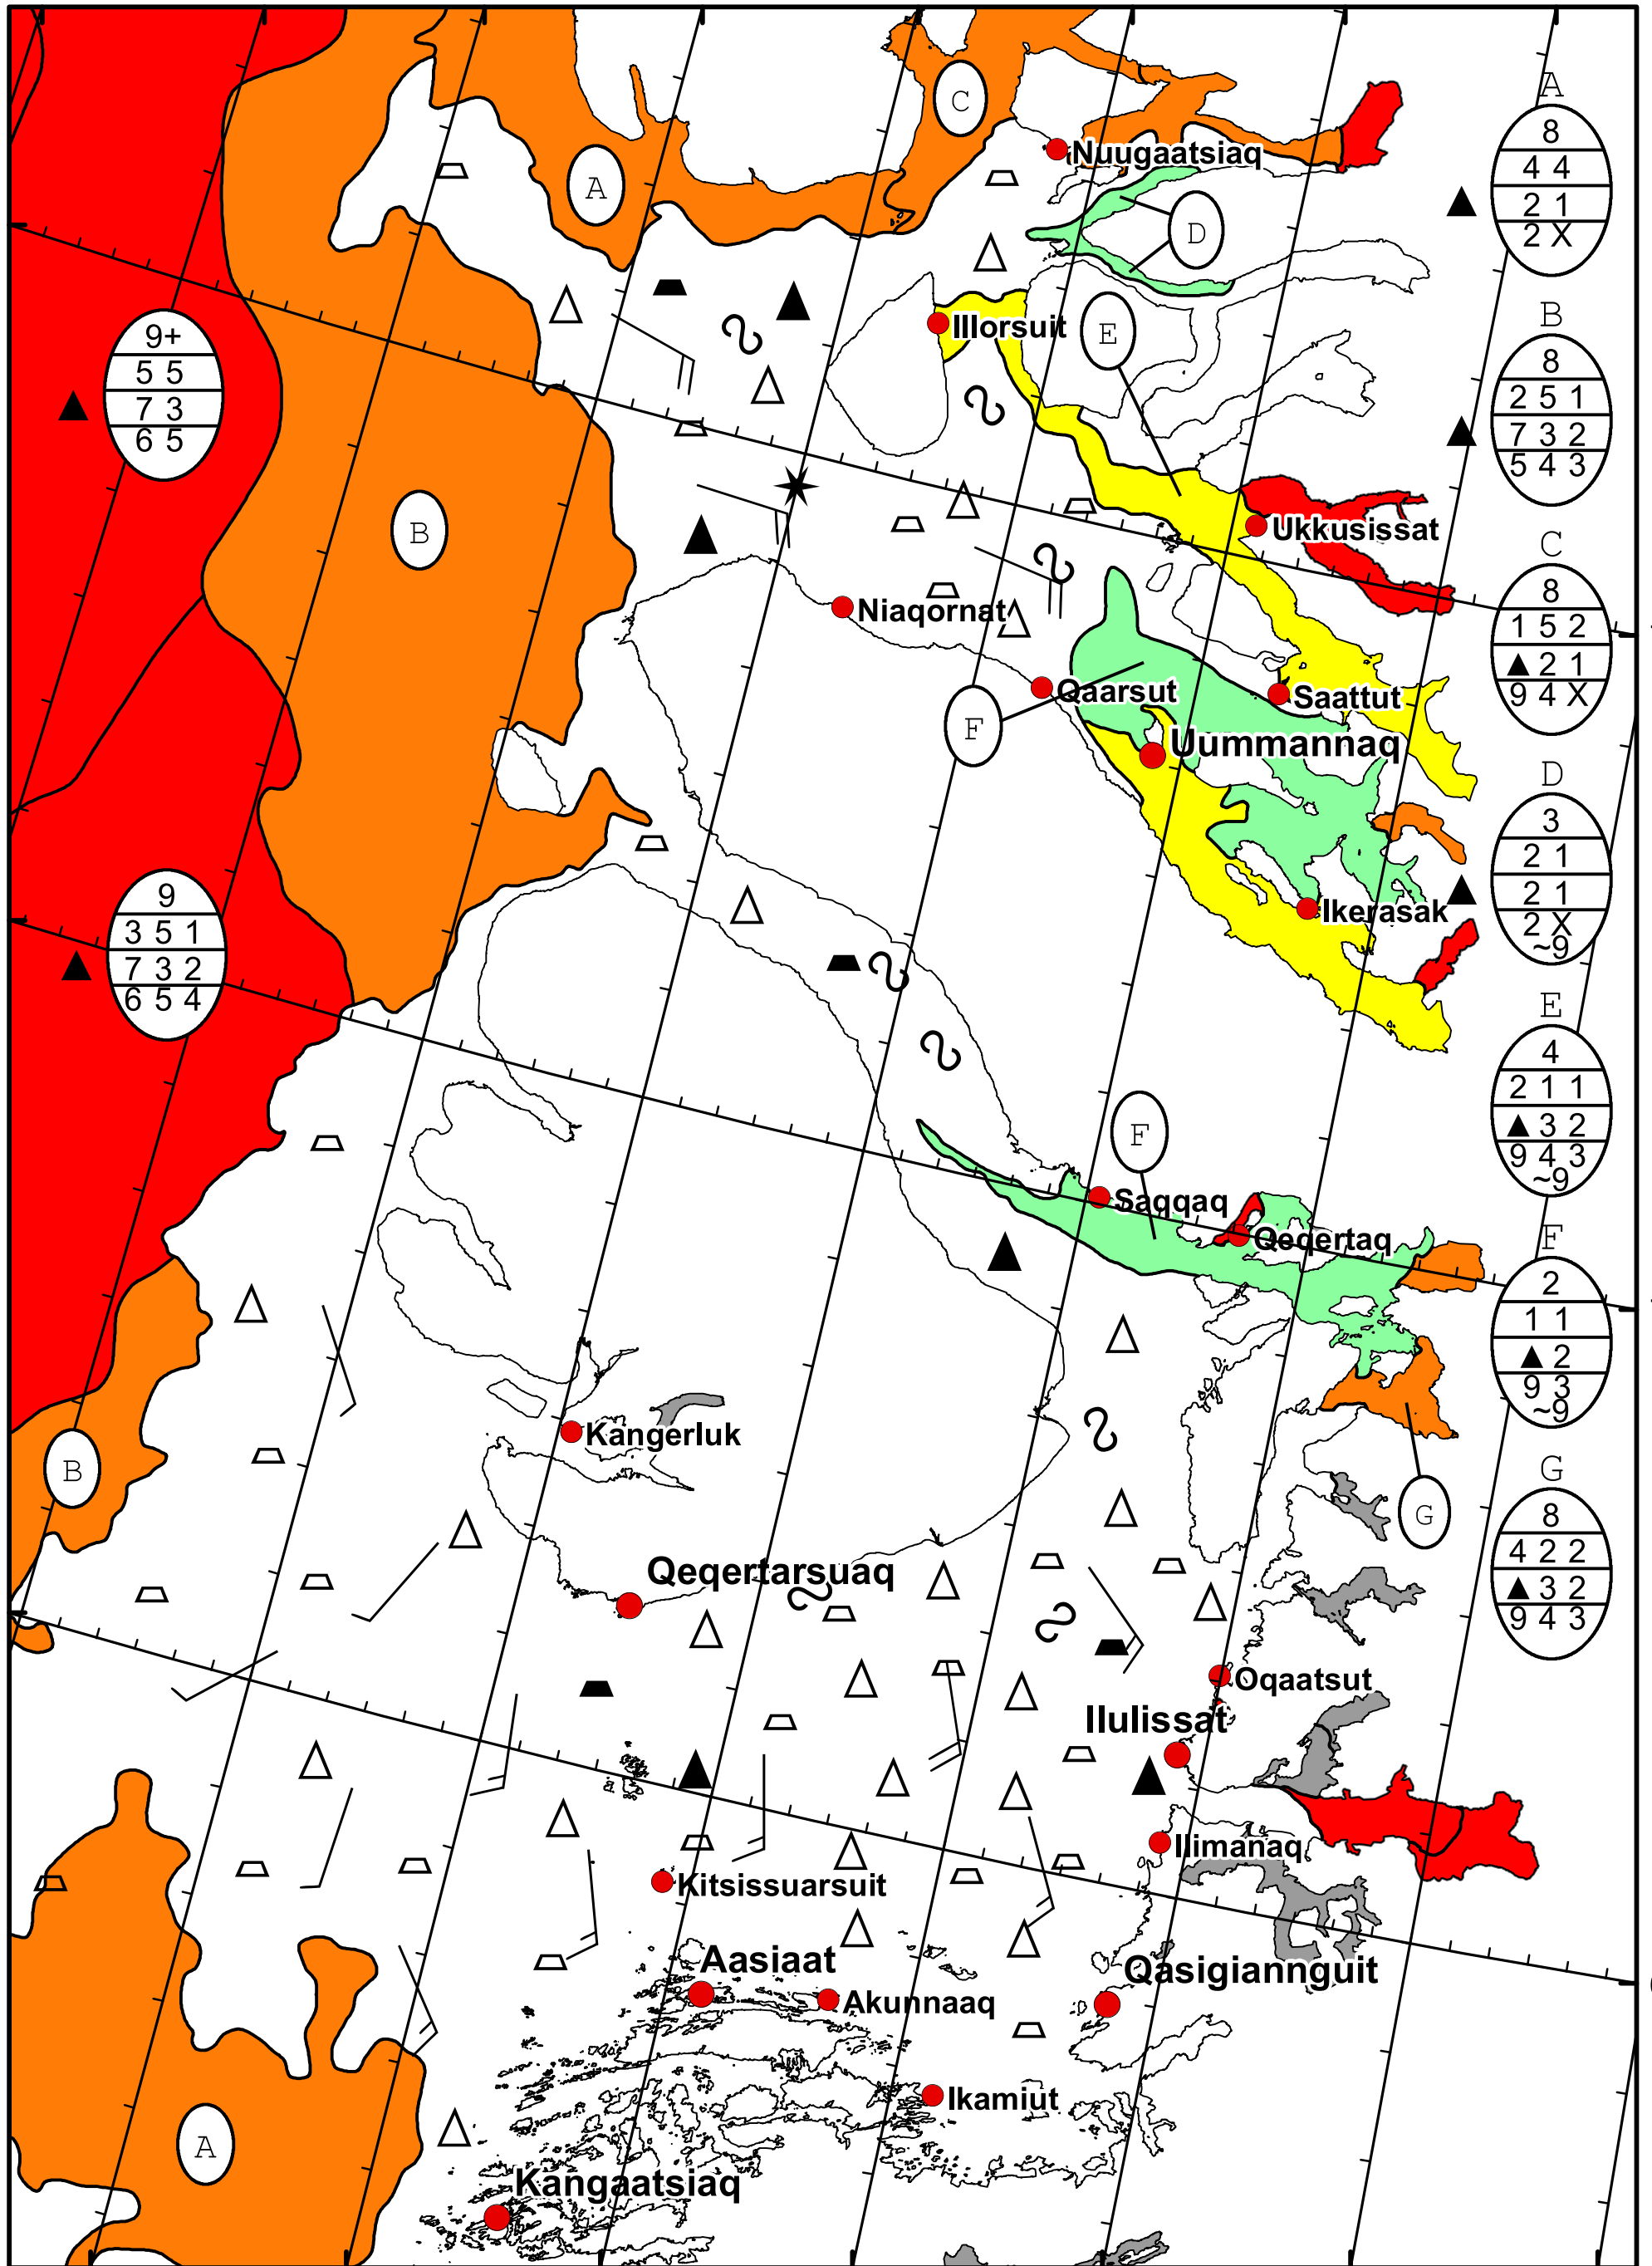 A
8
4 4
2 1
2 X
C
Nuugaatsiaq
A
D
B
8
2 5 1
7 3 2
5 4 3
9+
5 5
7 3
6 5
Illorsuit
E
B
Ukkusissat
C
8
1 5 2
▲ 2 1
9 4 X
Niaqornat
Qaarsut
Saattut
F
Uummannaq
D
3
2 1
2 1
2 X
~9
9
3 5 1
7 3 2
6 5 4
Ikerasak
E
4
2 1 1
▲ 3 2
9 4 3
~9
F
Saqqaq
Qeqertaq
F
2
1 1
▲ 2
9 3
~9
Kangerluk
B
G
G
8
4 2 2
▲ 3 2
9 4 3
Qeqertarsuaq
Oqaatsut
Ilulissat
Ilimanaq
Kitsissuarsuit
Aasiaat
Qasigiannguit
Akunnaaq
Ikamiut
A
Kangaatsiaq